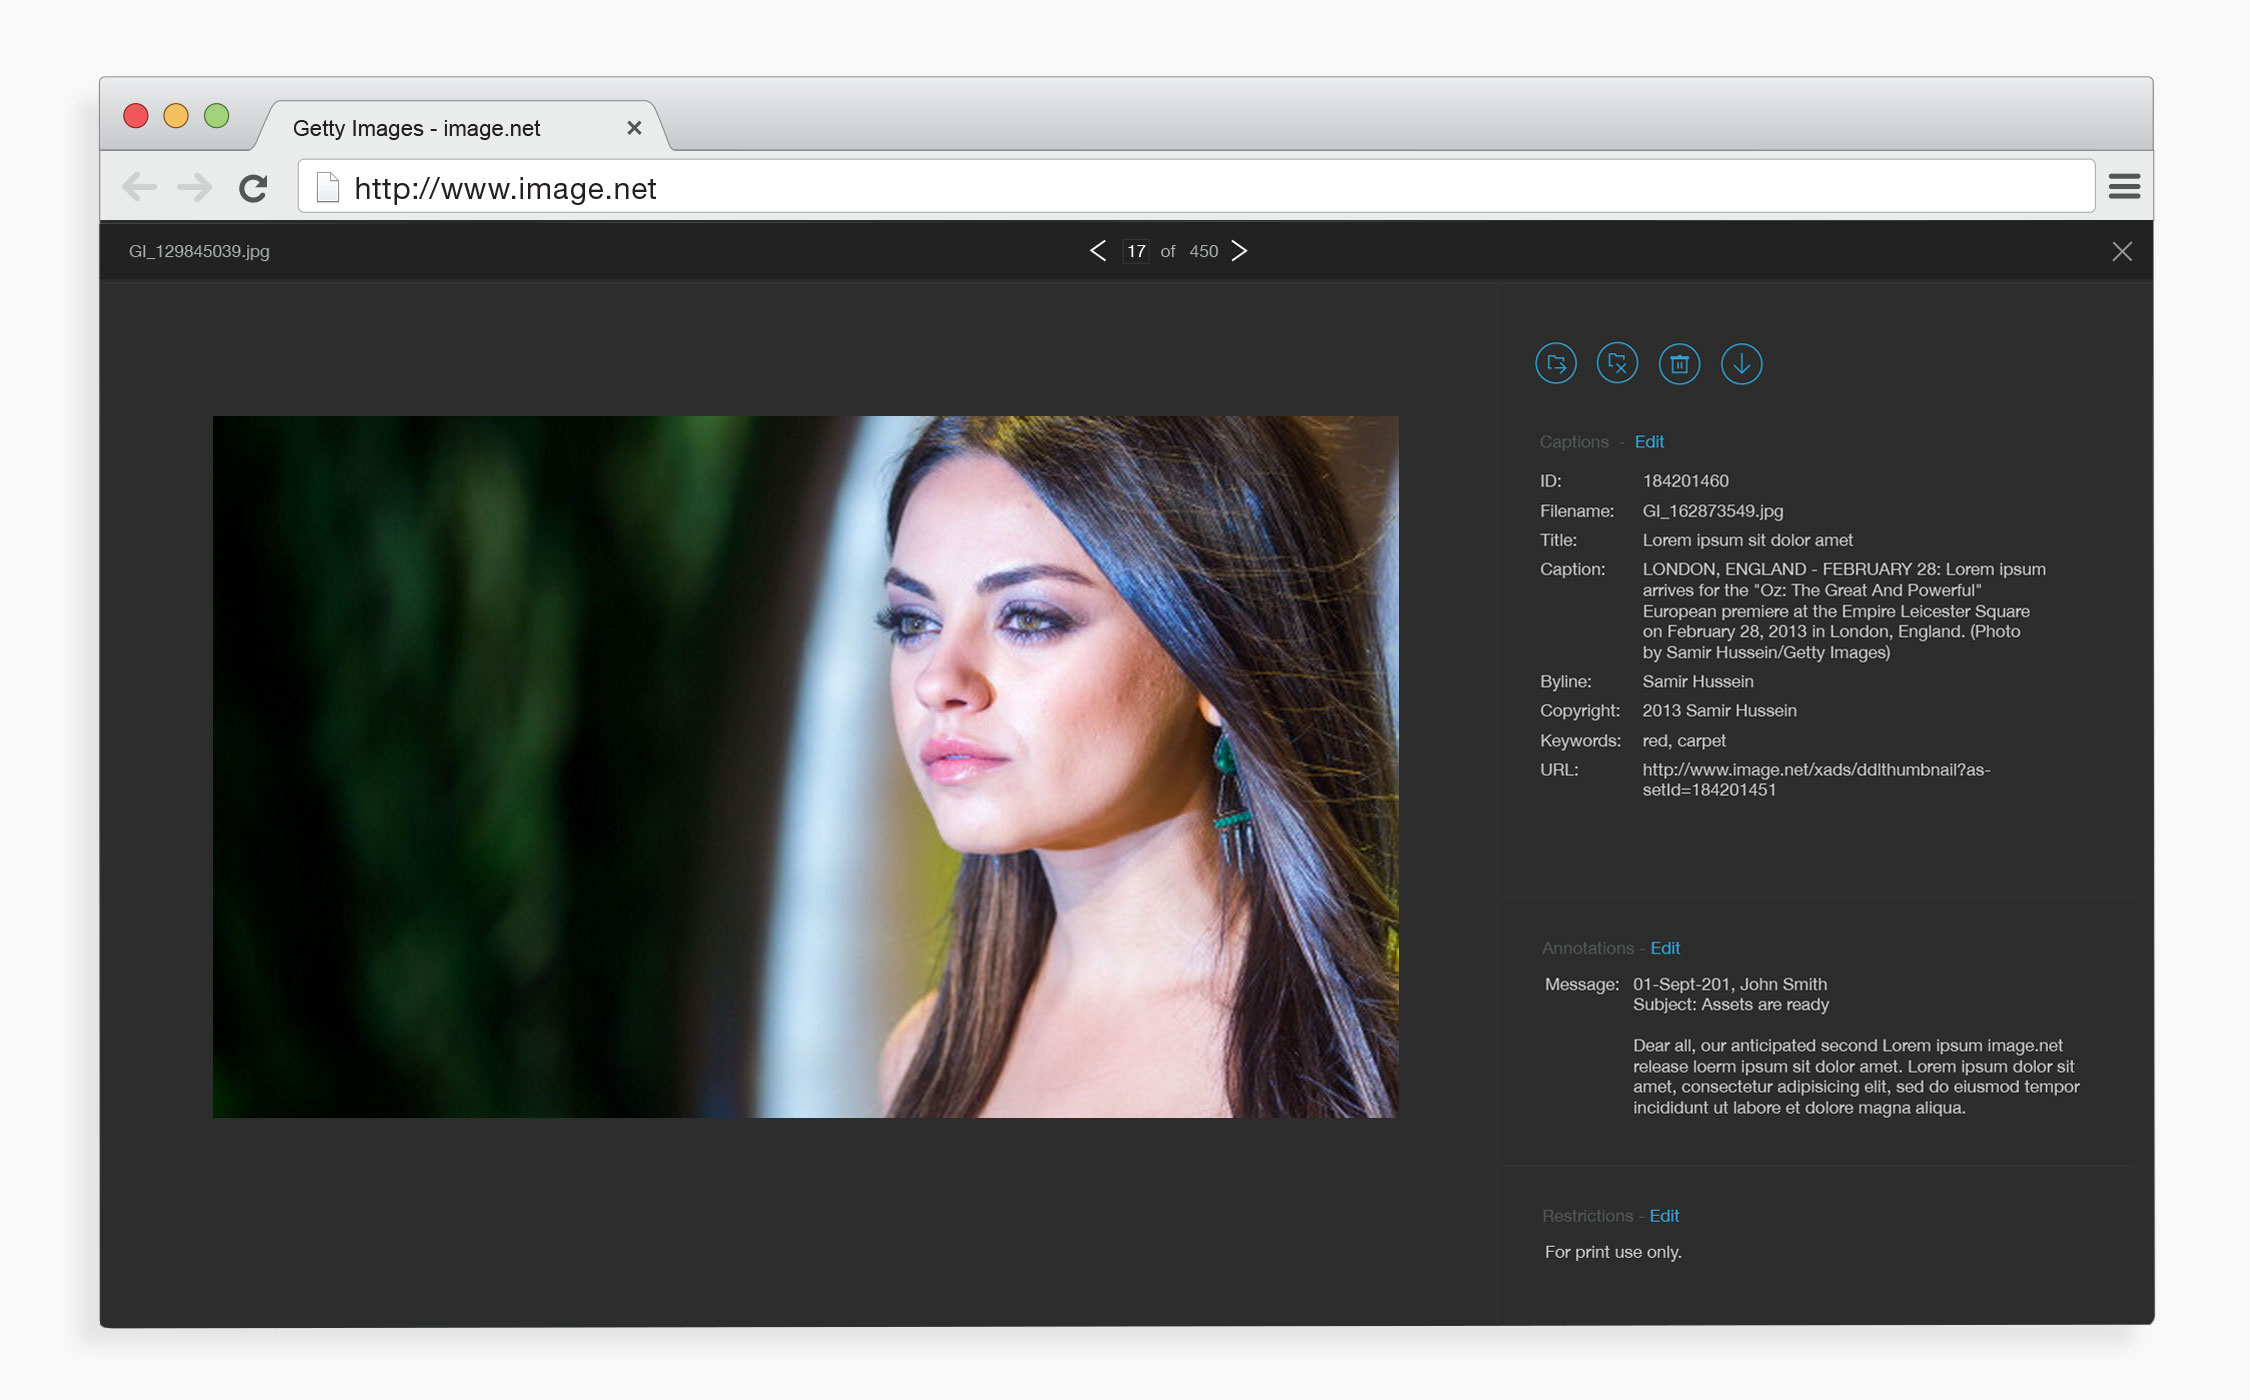 Getty Images - image.net
http://www.image.net
GI_129845039.jpg
17 of 450
Captions - Edit
ID: 184201460
Filename: GI_162873549.jpg
Title: Lorem ipsum sit dolor amet
Caption: LONDON, ENGLAND - FEBRUARY 28: Lorem ipsum
arrives for the "Oz: The Great And Powerful"
European premiere at the Empire Leicester Square
on February 28, 2013 in London, England. (Photo
by Samir Hussein/Getty Images)
Byline: Samir Hussein
Copyright: 2013 Samir Hussein
Keywords: red, carpet
URL: http://www.image.net/xads/ddlthumbnail?as-
setId=184201451
Annotations - Edit
Message: 01-Sept-201, John Smith
Subject: Assets are ready
Dear all, our anticipated second Lorem ipsum image.net
release loerm ipsum sit dolor amet. Lorem ipsum dolor sit
amet, consectetur adipisicing elit, sed do eiusmod tempor
incididunt ut labore et dolore magna aliqua.
Restrictions - Edit
For print use only.